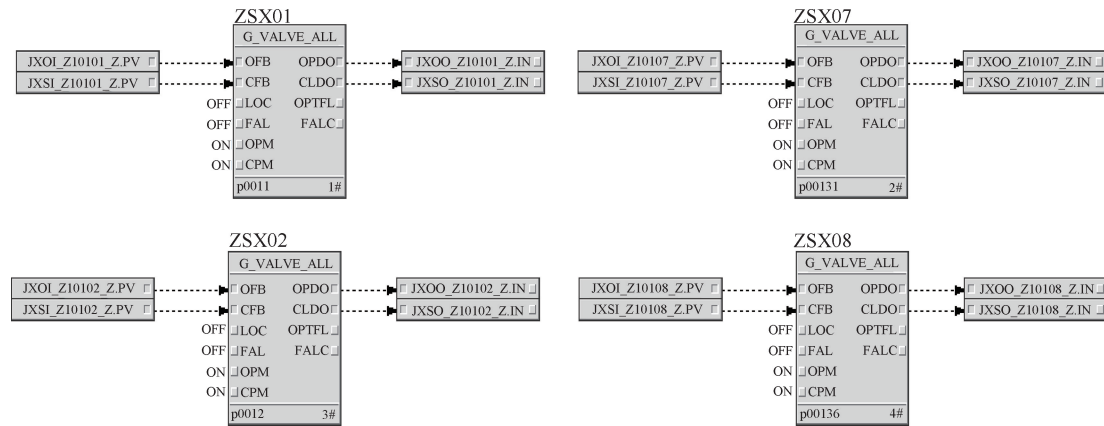 ZSX01
G_VALVE_ALL
JXOI_Z10101_Z.PV OFB OPDO JXOO_Z10101_Z.IN
JXSI_Z10101_Z.PV CFB CLDO JXSO_Z10101_Z.IN
OFF LOC OPTFL
OFF FAL FALC
ON OPM
ON CPM
p0011 1#
ZSX07
G_VALVE_ALL
JXOI_Z10107_Z.PV OFB OPDO JXOO_Z10107_Z.IN
JXSI_Z10107_Z.PV CFB CLDO JXSO_Z10107_Z.IN
OFF LOC OPTFL
OFF FAL FALC
ON OPM
ON CPM
p00131 2#
ZSX02
G_VALVE_ALL
JXOI_Z10102_Z.PV OFB OPDO JXOO_Z10102_Z.IN
JXSI_Z10102_Z.PV CFB CLDO JXSO_Z10102_Z.IN
OFF LOC OPTFL
OFF FAL FALC
ON OPM
ON CPM
p0012 3#
ZSX08
G_VALVE_ALL
JXOI_Z10108_Z.PV OFB OPDO JXOO_Z10108_Z.IN
JXSI_Z10108_Z.PV CFB CLDO JXSO_Z10108_Z.IN
OFF LOC OPTFL
OFF FAL FALC
ON OPM
ON CPM
p00136 4#